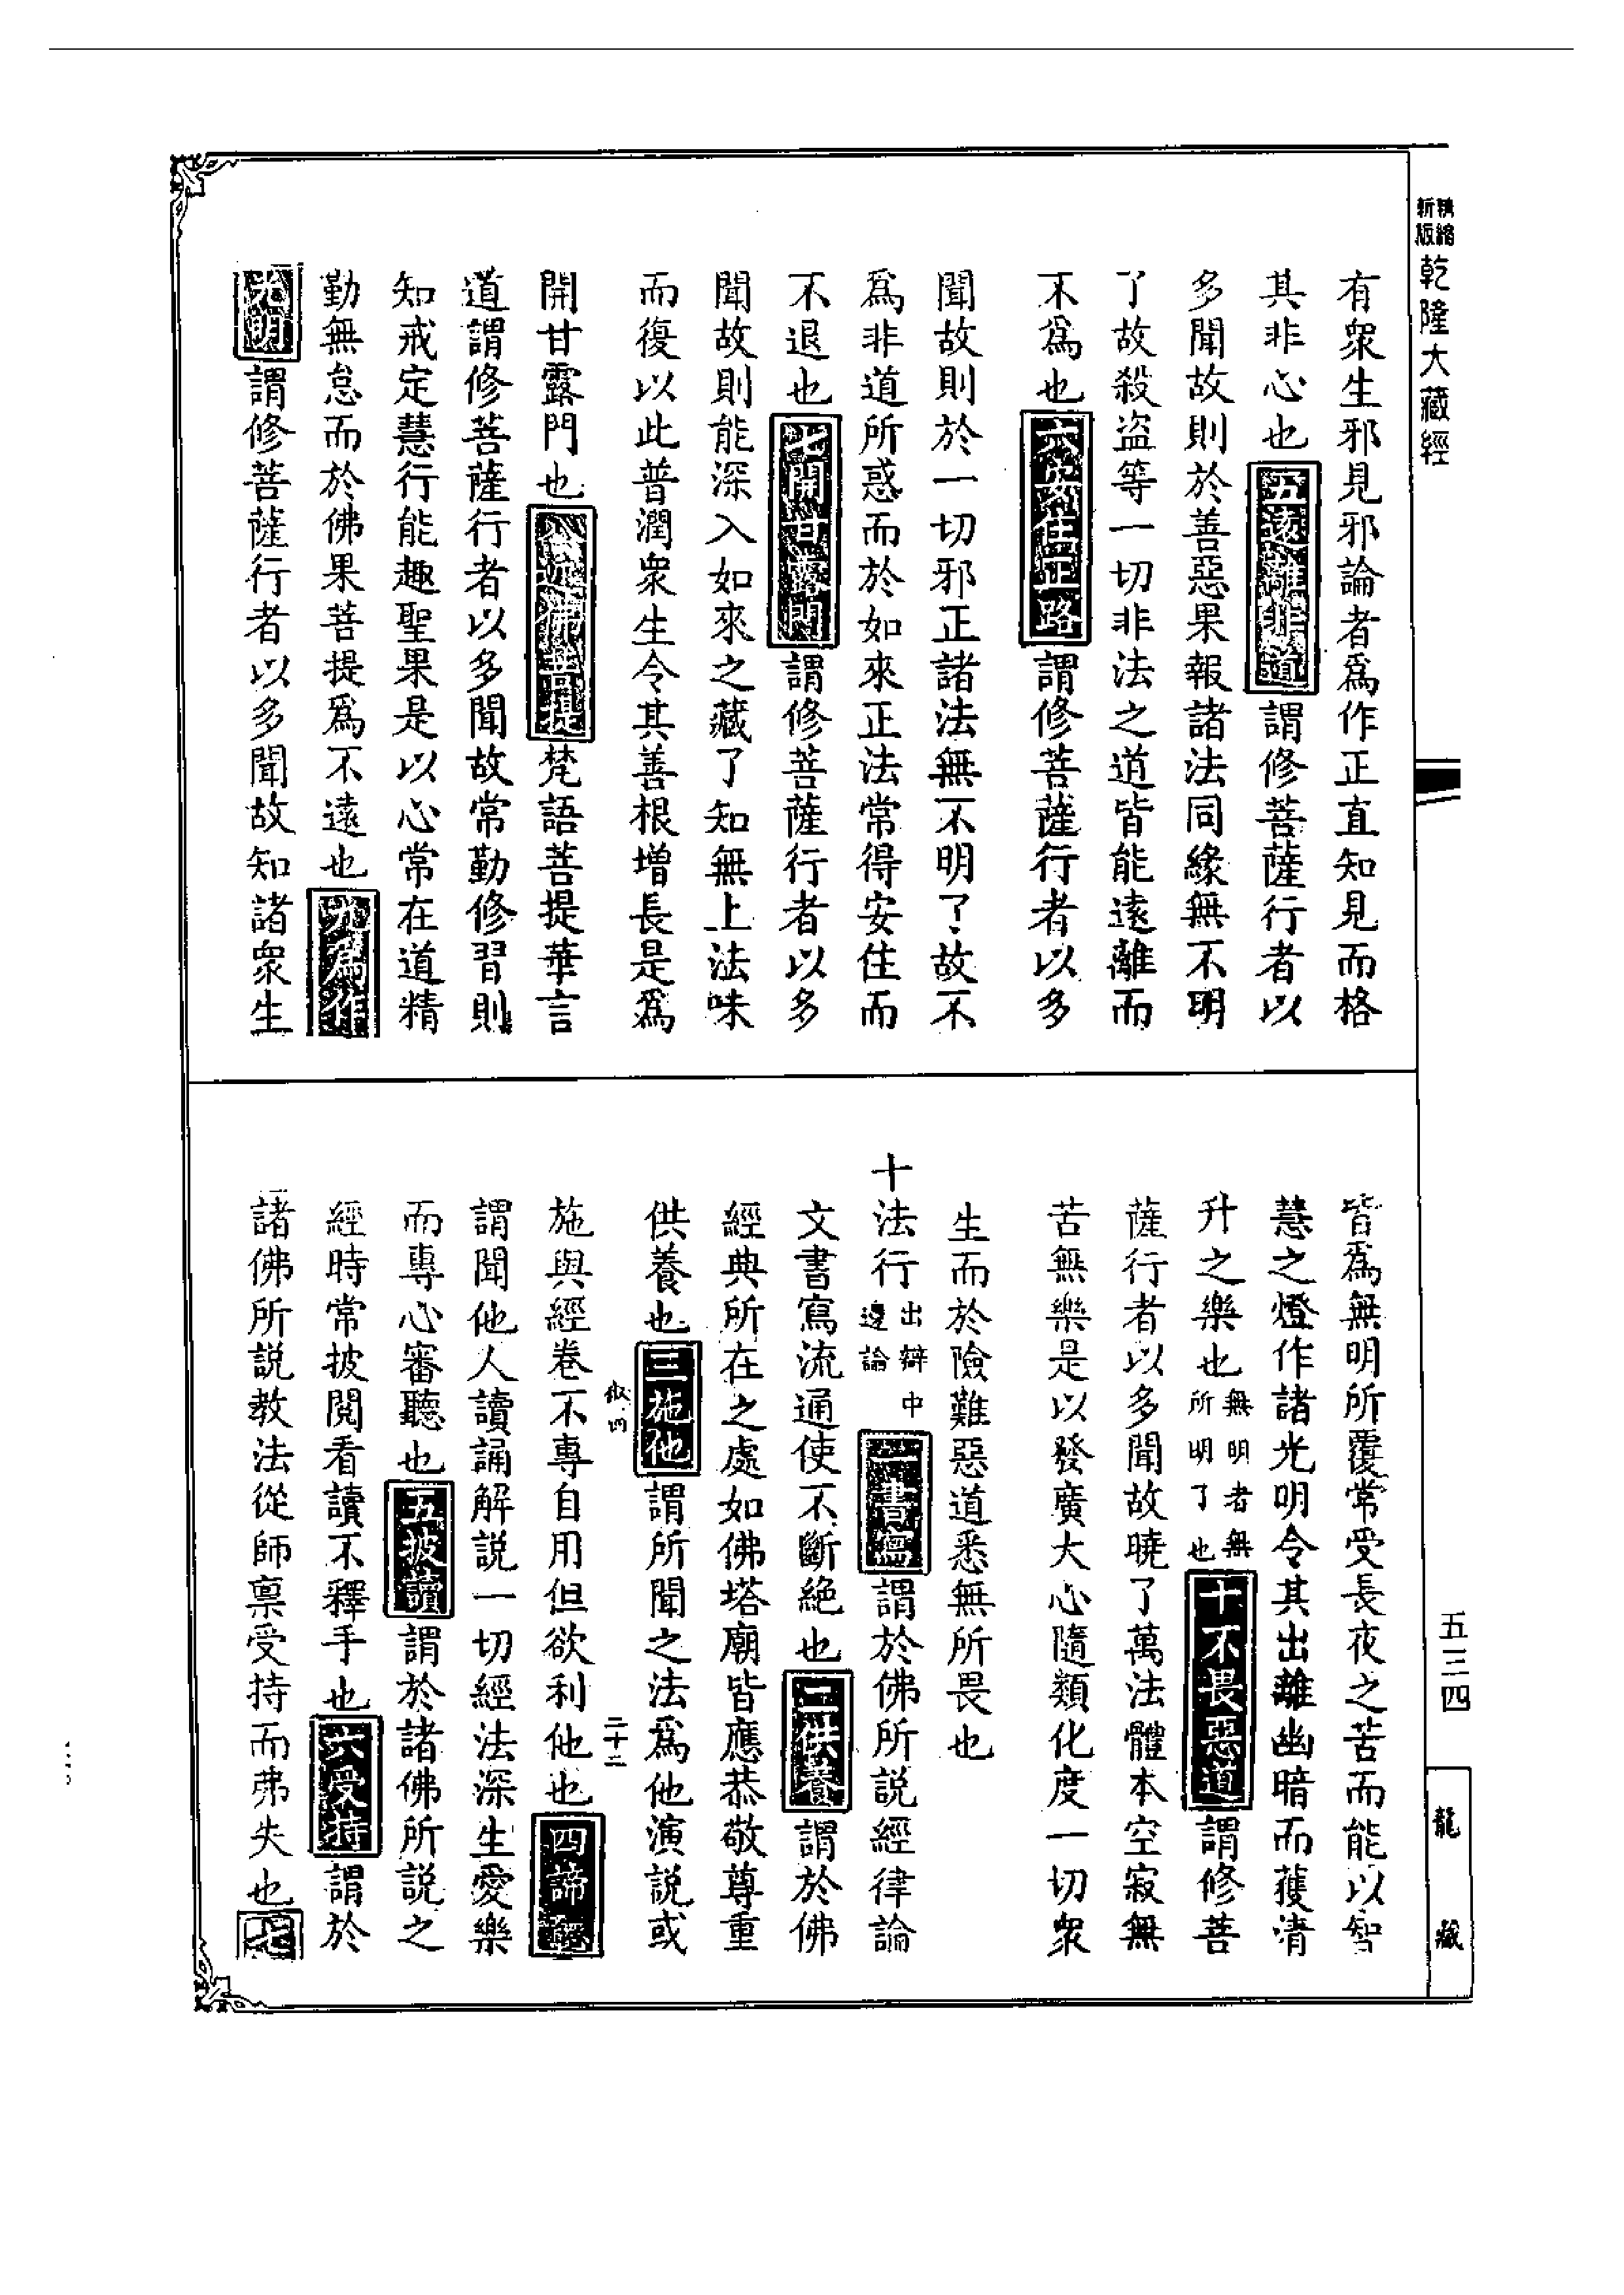 精縮新版
乾隆大藏經
有衆生邪見邪論者爲作正直知見而格
其非心也五遠離非道謂修菩薩行者以
多聞故則於善惡果報諸法同緣無不明
了故殺盜等一切非法之道皆能遠離而
不爲也六安住正路謂修菩薩行者以多
聞故則於一切邪正諸法無不明了故不
爲非道所惑而於如來正法常得安住而
不退也七開甘露門謂修菩薩行者以多
聞故則能深入如來之藏了知無上法味
而復以此普潤衆生令其善根增長是爲
開甘露門也八近佛菩提梵語菩提華言
道謂修菩薩行者以多聞故常勤修習則
知戒定慧行能趣聖果是以心常在道精
勤無怠而於佛果菩提爲不遠也九爲作
光明謂修菩薩行者以多聞故知諸衆生
皆爲無明所覆常受長夜之苦而能以智
慧之燈作諸光明令其出離幽暗而獲清
升之樂也無明者無所明了也十不畏惡道謂修菩
薩行者以多聞故曉了萬法體本空寂無
苦無樂是以發廣大心隨類化度一切衆
生而於險難惡道悉無所畏也
十法行出辯中邊論一書寫謂於佛所説經律論
文書寫流通使不斷絶也二供養謂於佛
經典所在之處如佛塔廟皆應恭敬尊重
供養也三施他謂所聞之法爲他演説或
二十二
施與經卷不專自用但欲利他也四諦聽
謂聞他人讀誦解説一切經法深生愛樂
而專心審聽也五披讀謂於諸佛所説之
經時常披閱看讀不釋手也六受持謂於
諸佛所説教法從師禀受持而弗失也七
五三四
龍藏